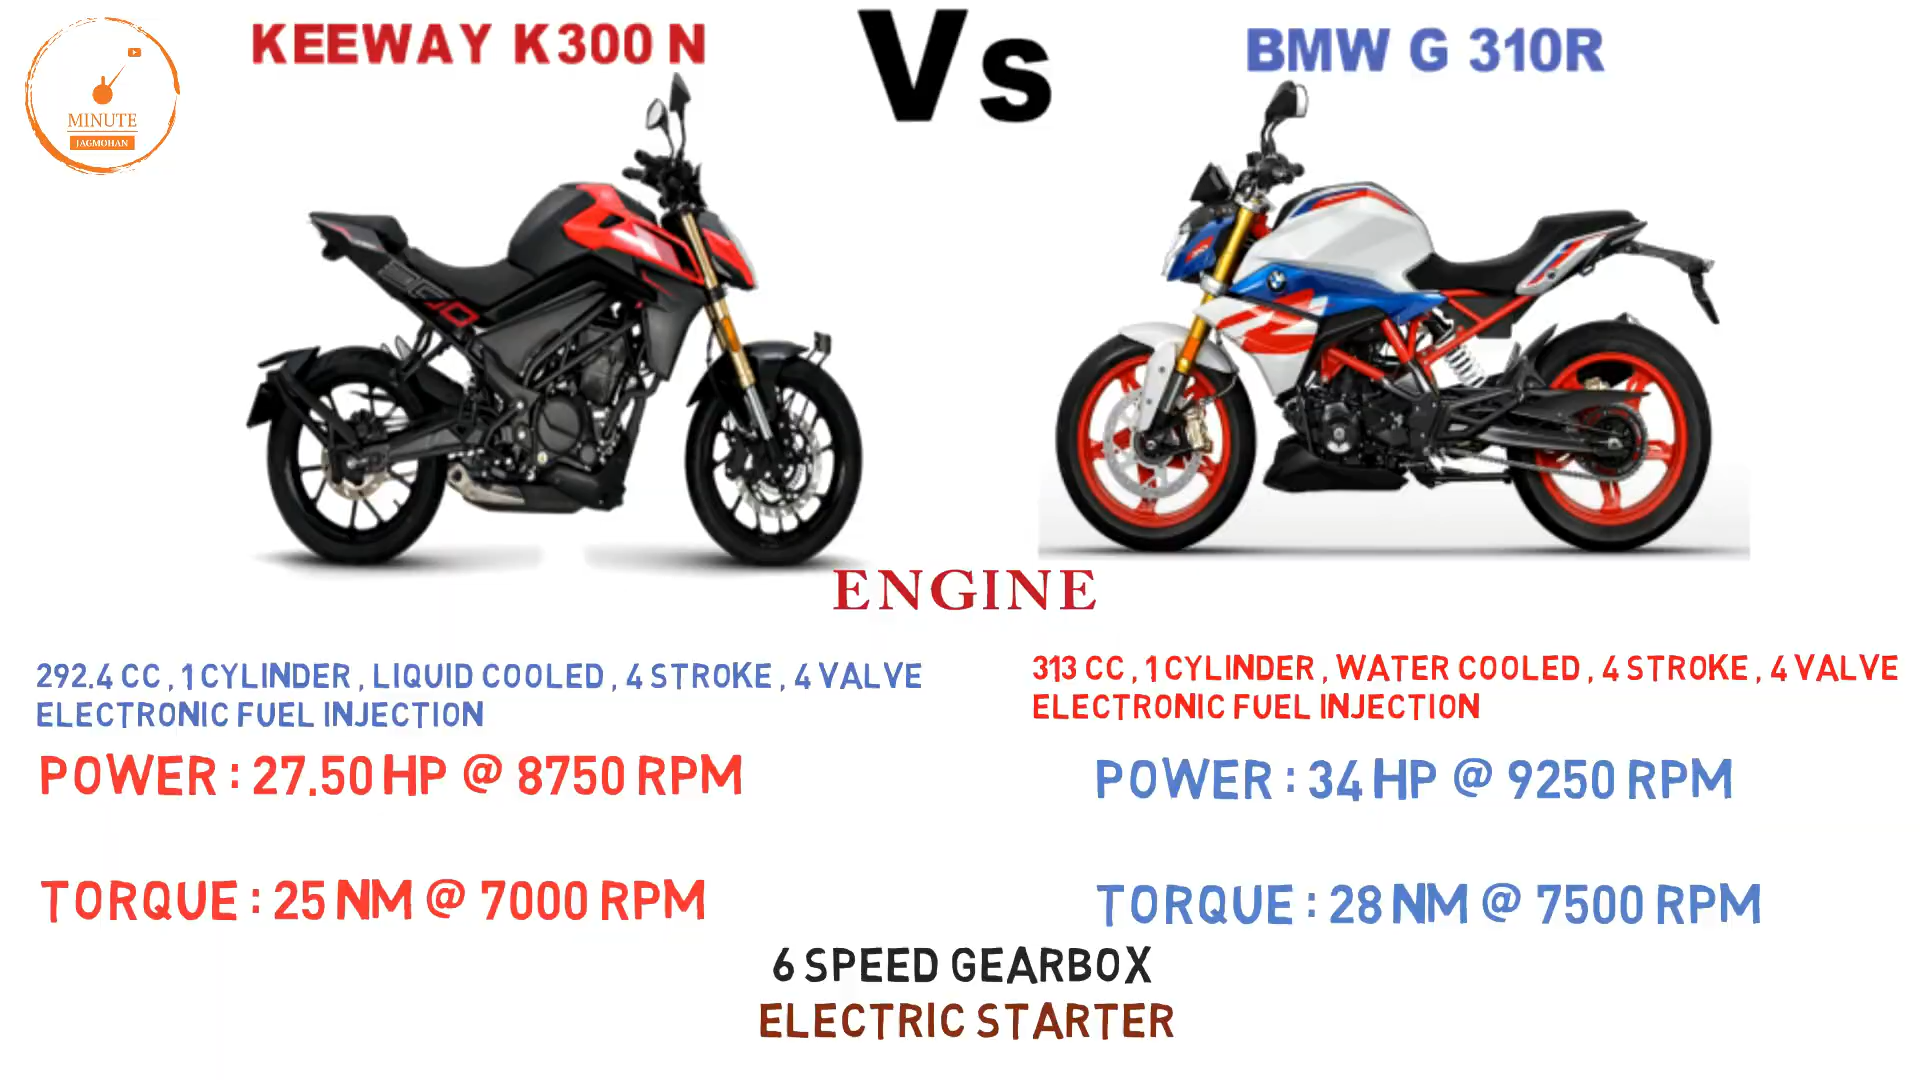 MINUTE
JAGMOHAN
KEEWAY K300 N
Vs
BMW G 310R
ENGINE
292.4 CC , 1 CYLINDER , LIQUID COOLED , 4 STROKE , 4 VALVE
ELECTRONIC FUEL INJECTION
POWER : 27.50 HP @ 8750 RPM
TORQUE : 25 NM @ 7000 RPM
313 CC , 1 CYLINDER , WATER COOLED , 4 STROKE , 4 VALVE
ELECTRONIC FUEL INJECTION
POWER : 34 HP @ 9250 RPM
TORQUE : 28 NM @ 7500 RPM
6 SPEED GEARBOX
ELECTRIC STARTER